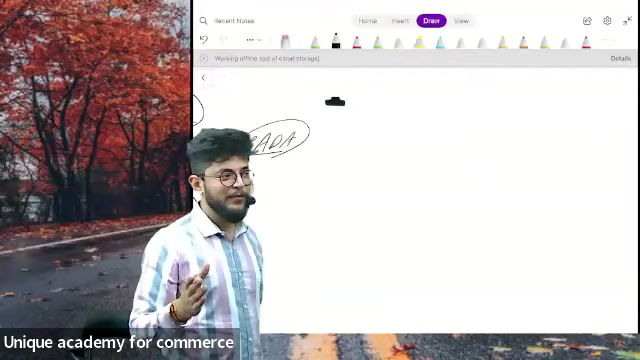 Recent Notes
Home Insert Draw View
Working offline (out of cloud storage)
Details
Unique academy for commerce